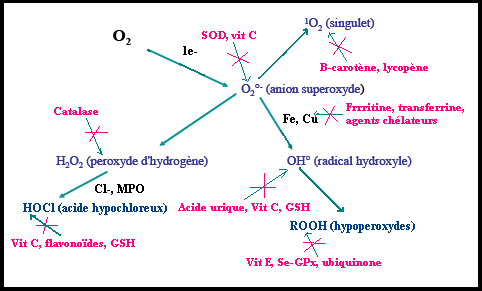 ¹O₂ (singulet)
SOD, vit C
O₂
1e-
B-carotène, lycopène
O₂°- (anion superoxyde)
Catalase
Fe, Cu
Frrritine, transferrine,
agents chélateurs
H₂O₂ (peroxyde d'hydrogène)
OH° (radical hydroxyle)
Cl-, MPO
HOCl (acide hypochloreux)
Acide urique, Vit C, GSH
ROOH (hypoperoxydes)
Vit C, flavonoïdes, GSH
Vit E, Se-GPx, ubiquinone